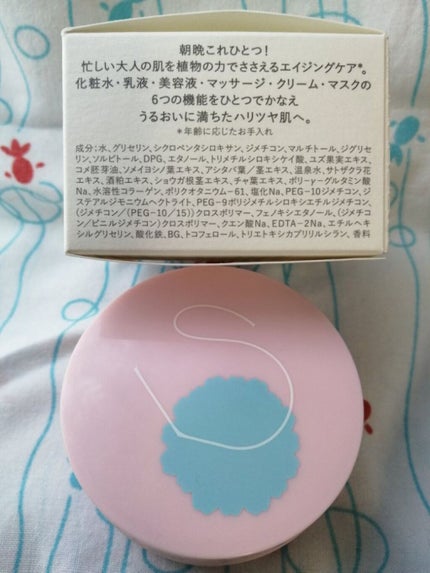 朝晩これひとつ！
忙しい大人の肌を植物の力でささえるエイジングケア*。
化粧水・乳液・美容液・マッサージ・クリーム・マスクの
6つの機能をひとつでかなえ
うるおいに満ちたハリツヤ肌へ。
*年齢に応じたお手入れ
成分:水、グリセリン、シクロペンタシロキサン、ジメチコン、マルチトール、ジグリセ
リン、ソルビトール、DPG、エタノール、トリメチルシロキシケイ酸、ユズ果実エキス、
コメ胚芽油、ソメイヨシノ葉エキス、アシタバ葉/茎エキス、温泉水、サトザクラ花
エキス、酒粕エキス、ショウガ根茎エキス、チャ葉エキス、ポリ-γ-グルタミン酸
Na、水溶性コラーゲン、ポリクオタニウム-61、塩化Na、PEG-10ジメチコン、ジ
ステアルジモニウムヘクトライト、PEG-9ポリジメチルシロキシエチルジメチコン、
(ジメチコン/(PEG-10/15))クロスポリマー、フェノキシエタノール、(ジメチコ
ン/ビニルジメチコン)クロスポリマー、クエン酸Na、EDTA-2Na、エチルヘキ
シルグリセリン、酸化鉄、BG、トコフェロール、トリエトキシカプリリルシラン、香料
S